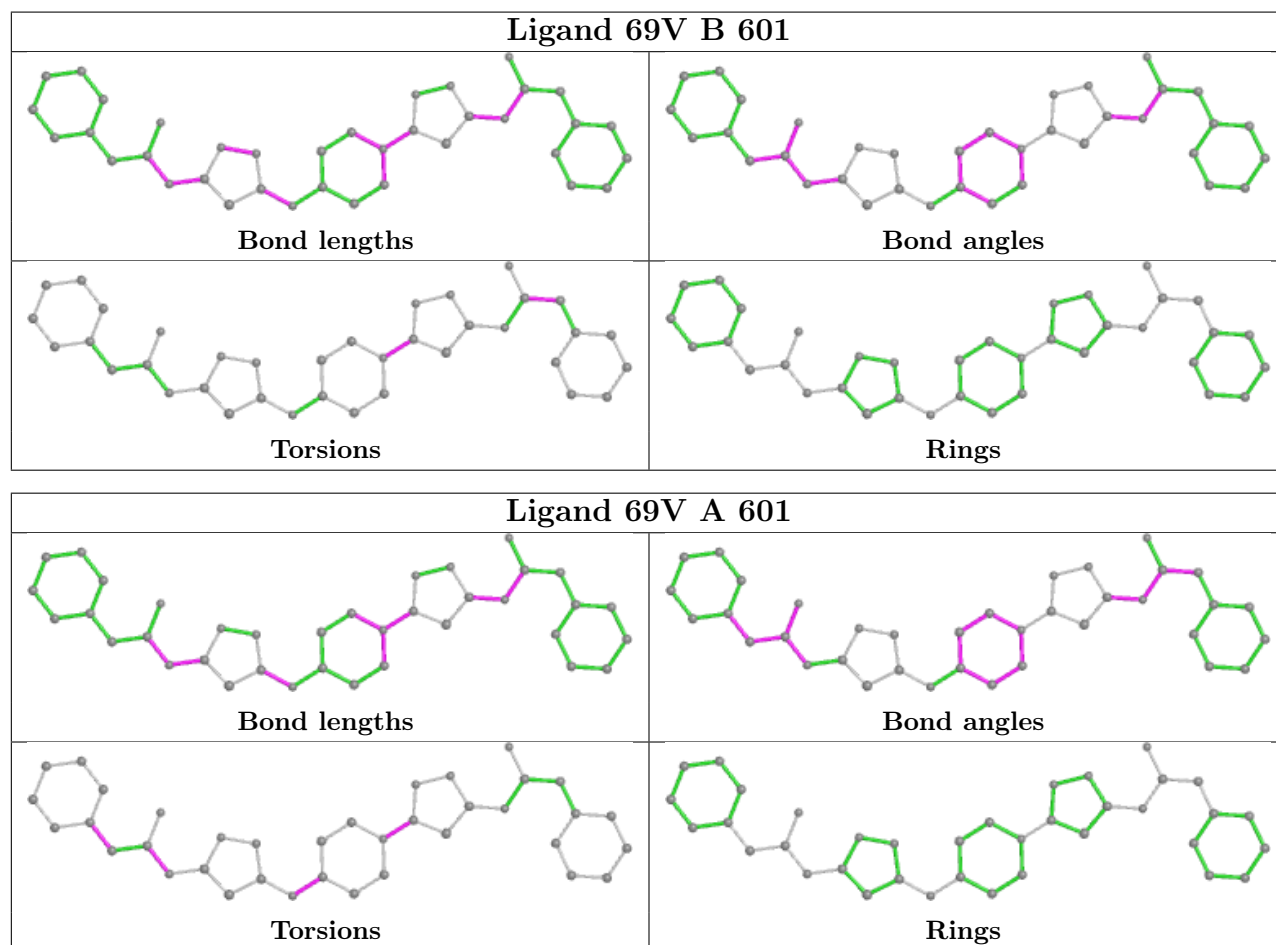 Ligand 69V B 601
Bond lengths
Bond angles
Torsions
Rings
Ligand 69V A 601
Bond lengths
Bond angles
Torsions
Rings